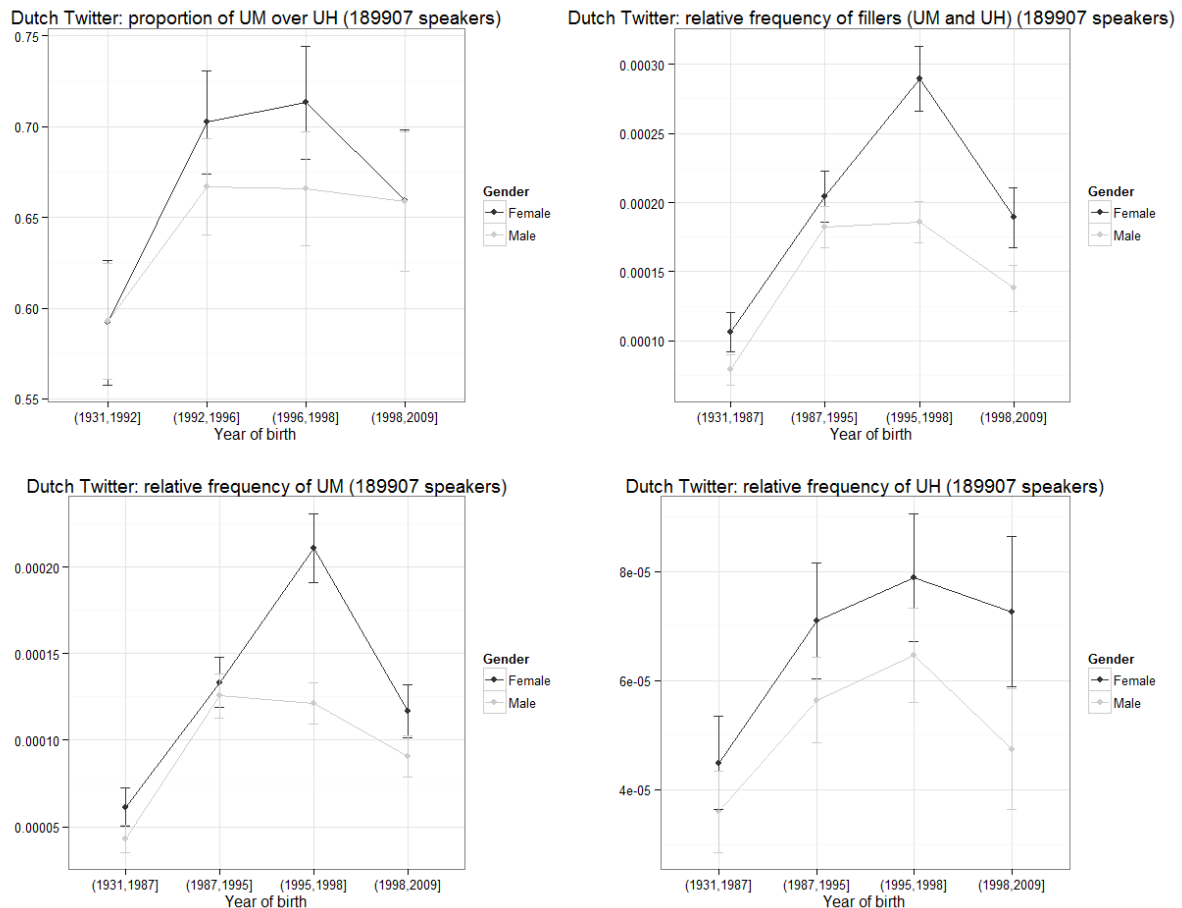 Dutch Twitter: proportion of UM over UH (189907 speakers)
0.75
0.70
0.65
0.60
0.55
(1931,1992]
(1992,1996]
(1996,1998]
(1998,2009]
Year of birth
Gender
Female
Male
Dutch Twitter: relative frequency of fillers (UM and UH) (189907 speakers)
0.00030
0.00025
0.00020
0.00015
0.00010
(1931,1987]
(1987,1995]
(1995,1998]
(1998,2009]
Year of birth
Gender
Female
Male
Dutch Twitter: relative frequency of UM (189907 speakers)
0.00020
0.00015
0.00010
0.00005
(1931,1987]
(1987,1995]
(1995,1998]
(1998,2009]
Year of birth
Gender
Female
Male
Dutch Twitter: relative frequency of UH (189907 speakers)
8e-05
6e-05
4e-05
(1931,1987]
(1987,1995]
(1995,1998]
(1998,2009]
Year of birth
Gender
Female
Male